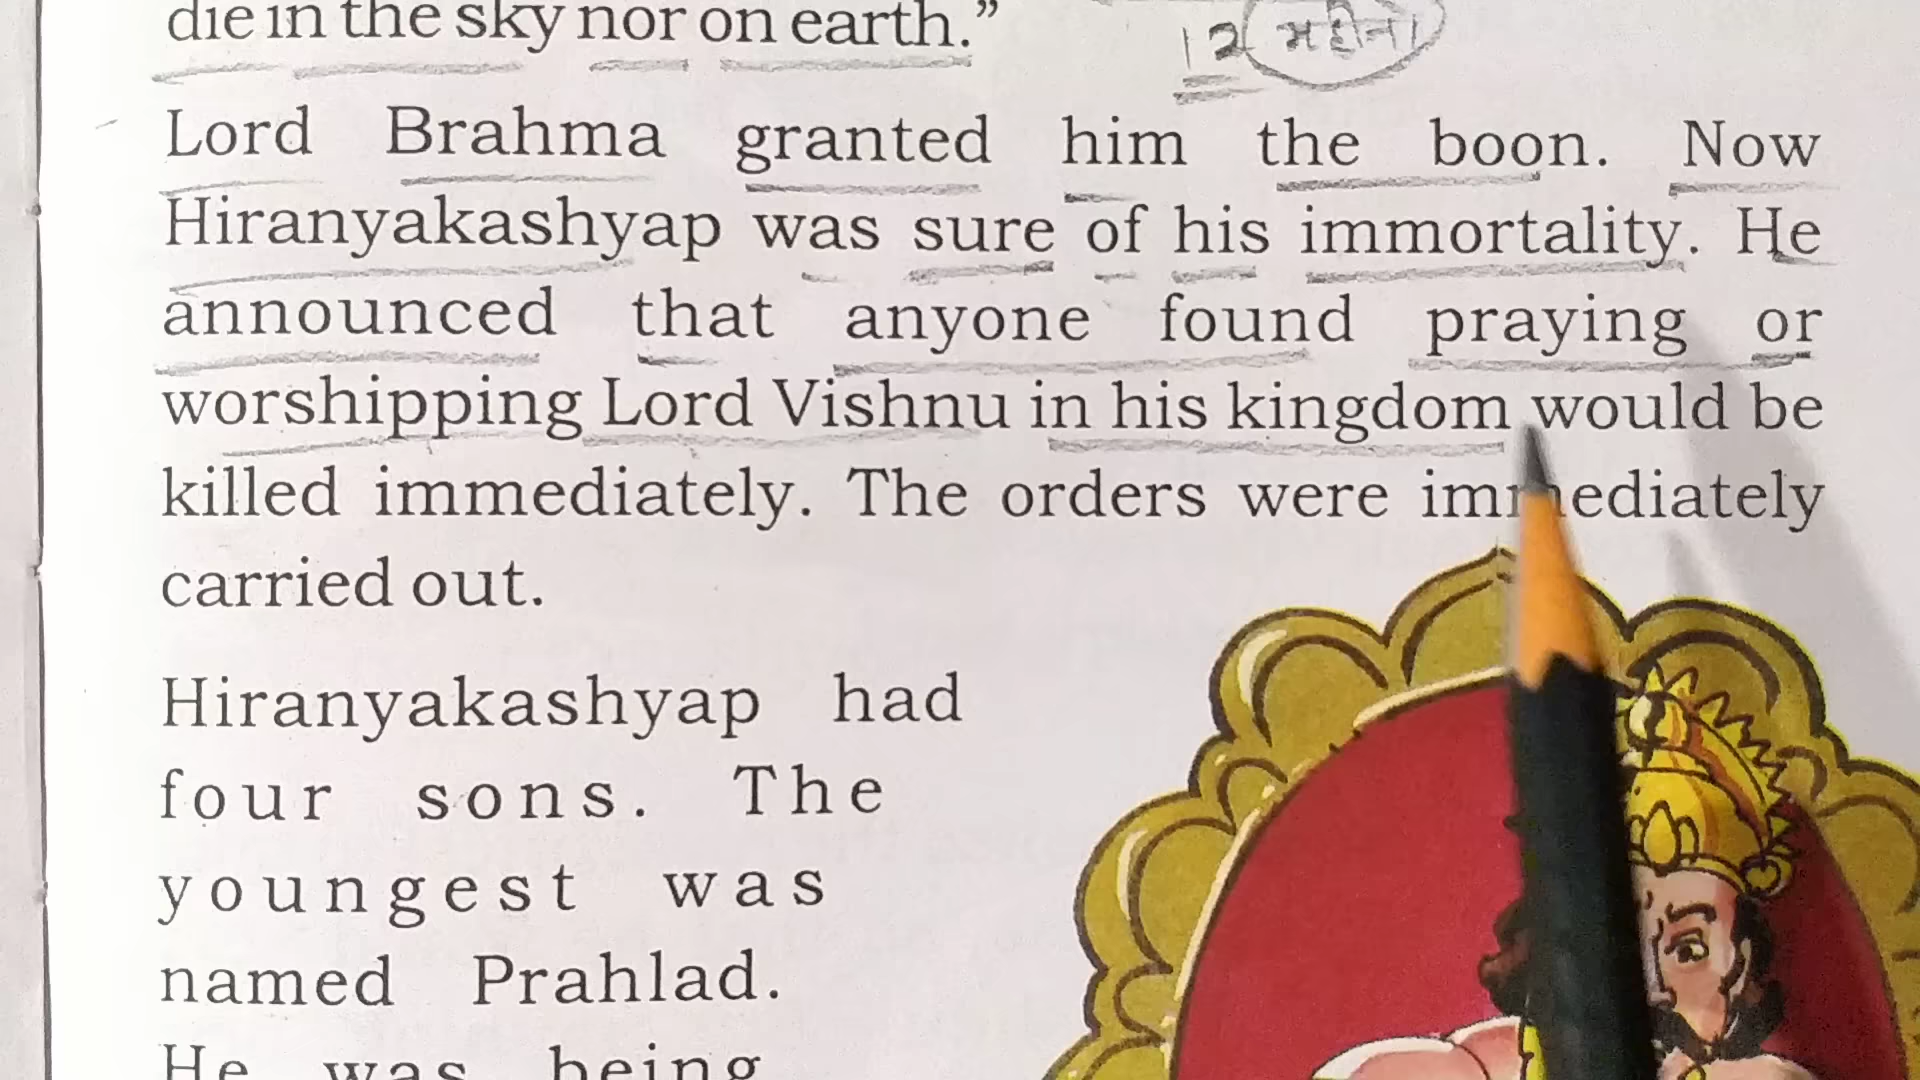 die in the sky nor on earth.”
12 महीने
Lord Brahma granted him the boon. Now
Hiranyakashyap was sure of his immortality. He
announced that anyone found praying or
worshipping Lord Vishnu in his kingdom would be
killed immediately. The orders were immediately
carried out.
Hiranyakashyap had
four sons. The
youngest was
named Prahlad.
He was being